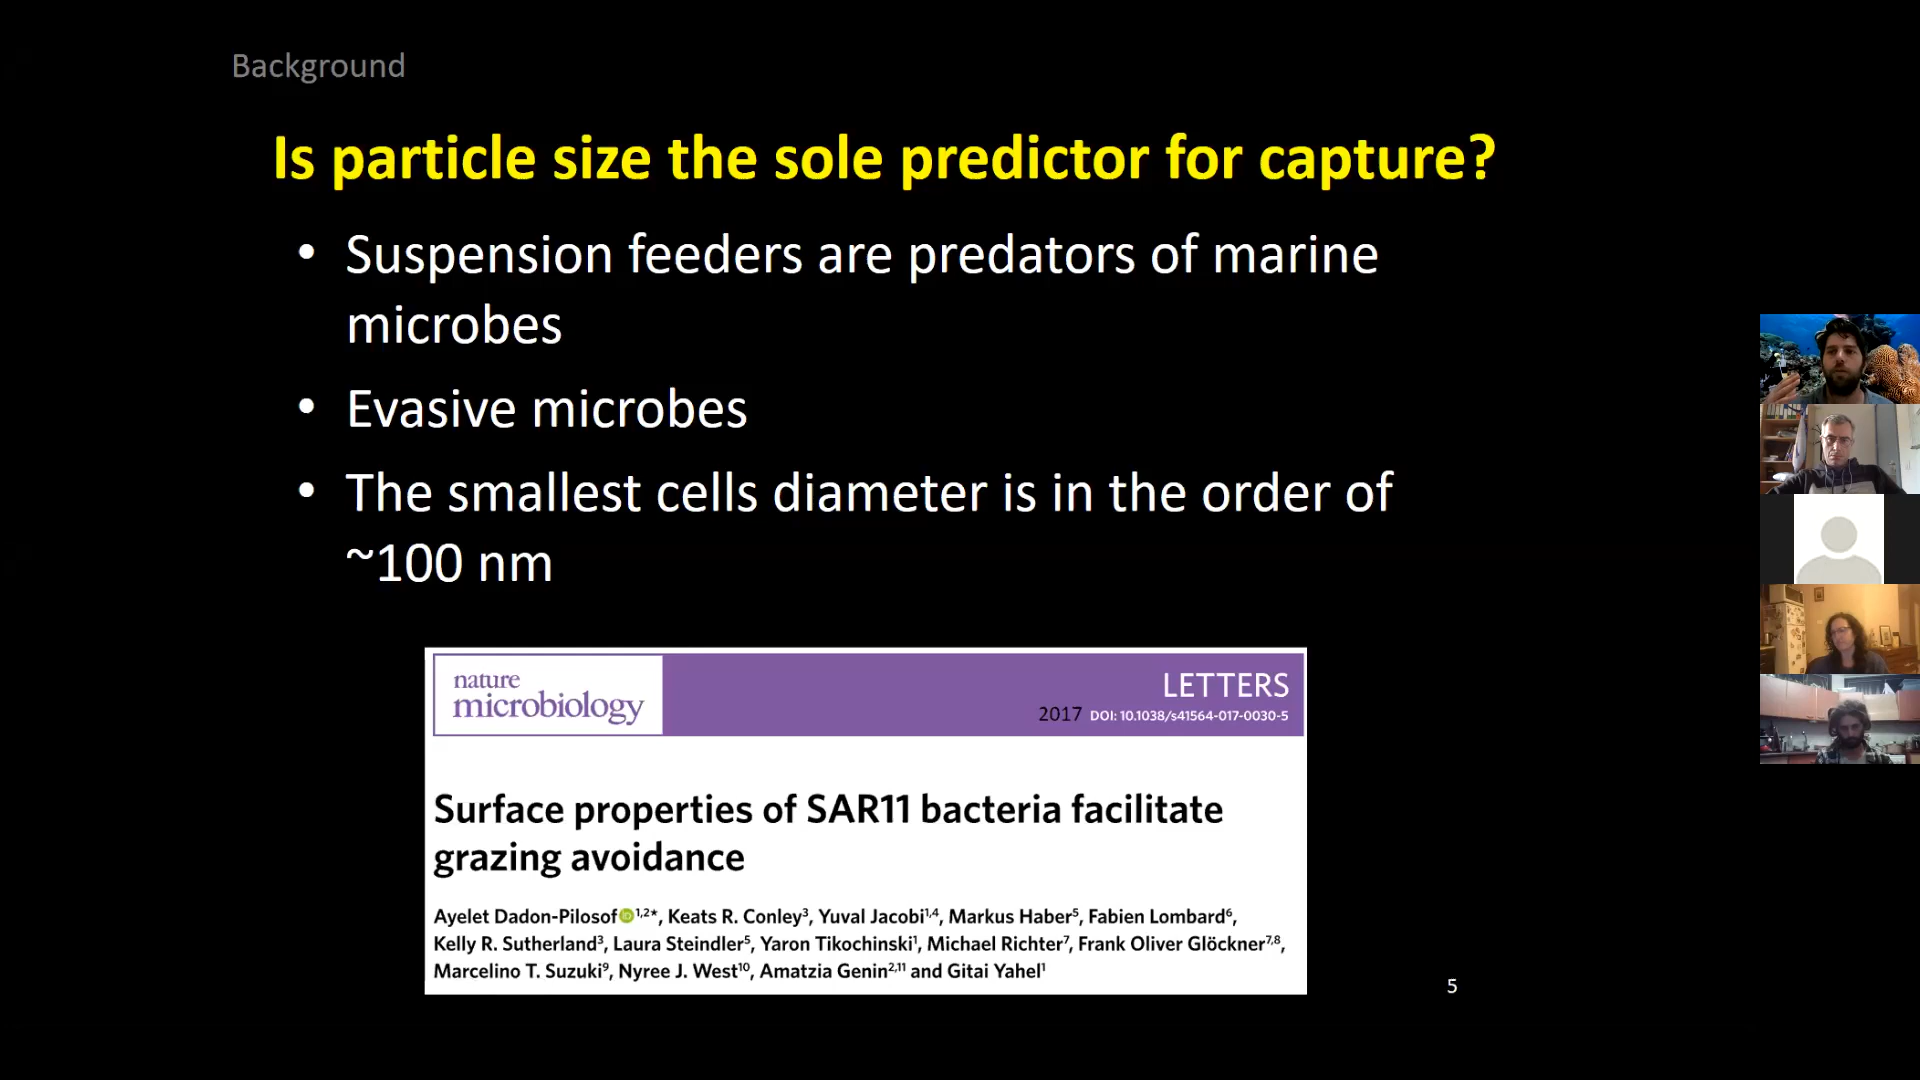 Background
Is particle size the sole predictor for capture?
• Suspension feeders are predators of marine
microbes
• Evasive microbes
• The smallest cells diameter is in the order of
~100 nm
nature
microbiology
LETTERS
2017 DOI: 10.1038/s41564-017-0030-5
Surface properties of SAR11 bacteria facilitate
grazing avoidance
Ayelet Dadon-Pilosof 1,2*, Keats R. Conley3, Yuval Jacobi1,4, Markus Haber5, Fabien Lombard6,
Kelly R. Sutherland3, Laura Steindler5, Yaron Tikochinski1, Michael Richter7, Frank Oliver Glöckner7,8,
Marcelino T. Suzuki9, Nyree J. West10, Amatzia Genin2,11 and Gitai Yahel1
5